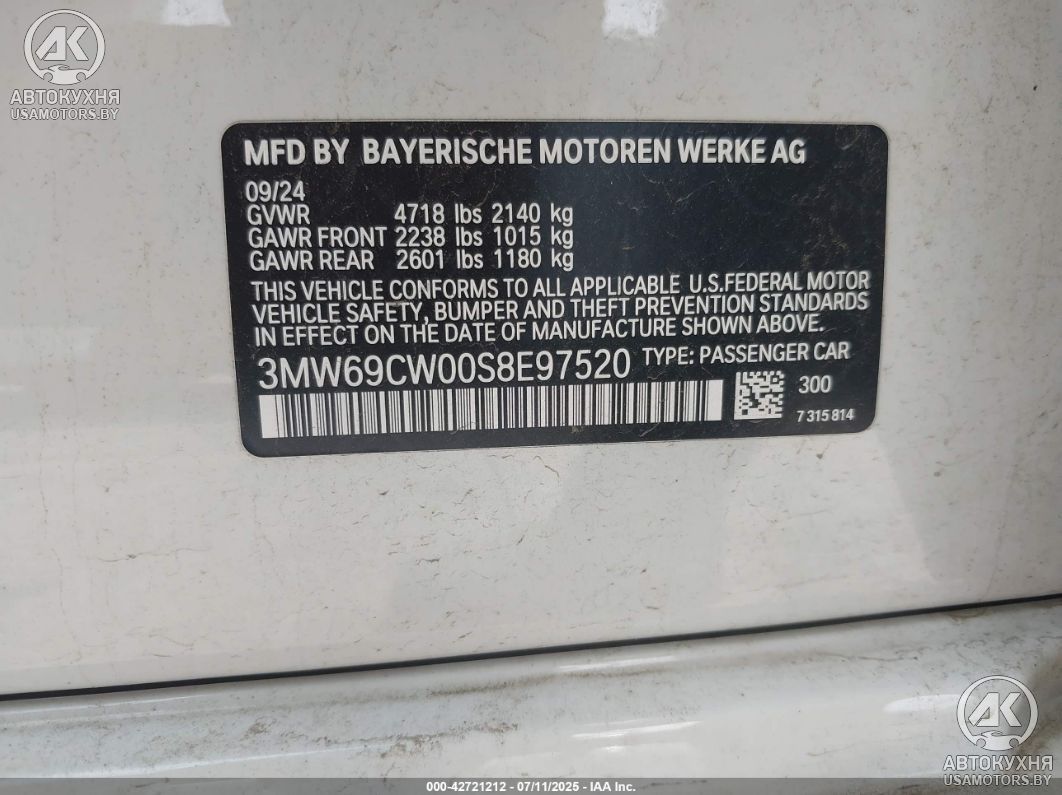 AK
АВТОКУХНЯ
USAMOTORS.BY
MFD BY BAYERISCHE MOTOREN WERKE AG
09/24
GVWR 4718 lbs 2140 kg
GAWR FRONT 2238 lbs 1015 kg
GAWR REAR 2601 lbs 1180 kg
THIS VEHICLE CONFORMS TO ALL APPLICABLE U.S.FEDERAL MOTOR
VEHICLE SAFETY, BUMPER AND THEFT PREVENTION STANDARDS
IN EFFECT ON THE DATE OF MANUFACTURE SHOWN ABOVE.
3MW69CW00S8E97520 TYPE: PASSENGER CAR
300
7 315 814
AK
АВТОКУХНЯ
USAMOTORS.BY
000-42721212 - 07/11/2025 - IAA Inc.